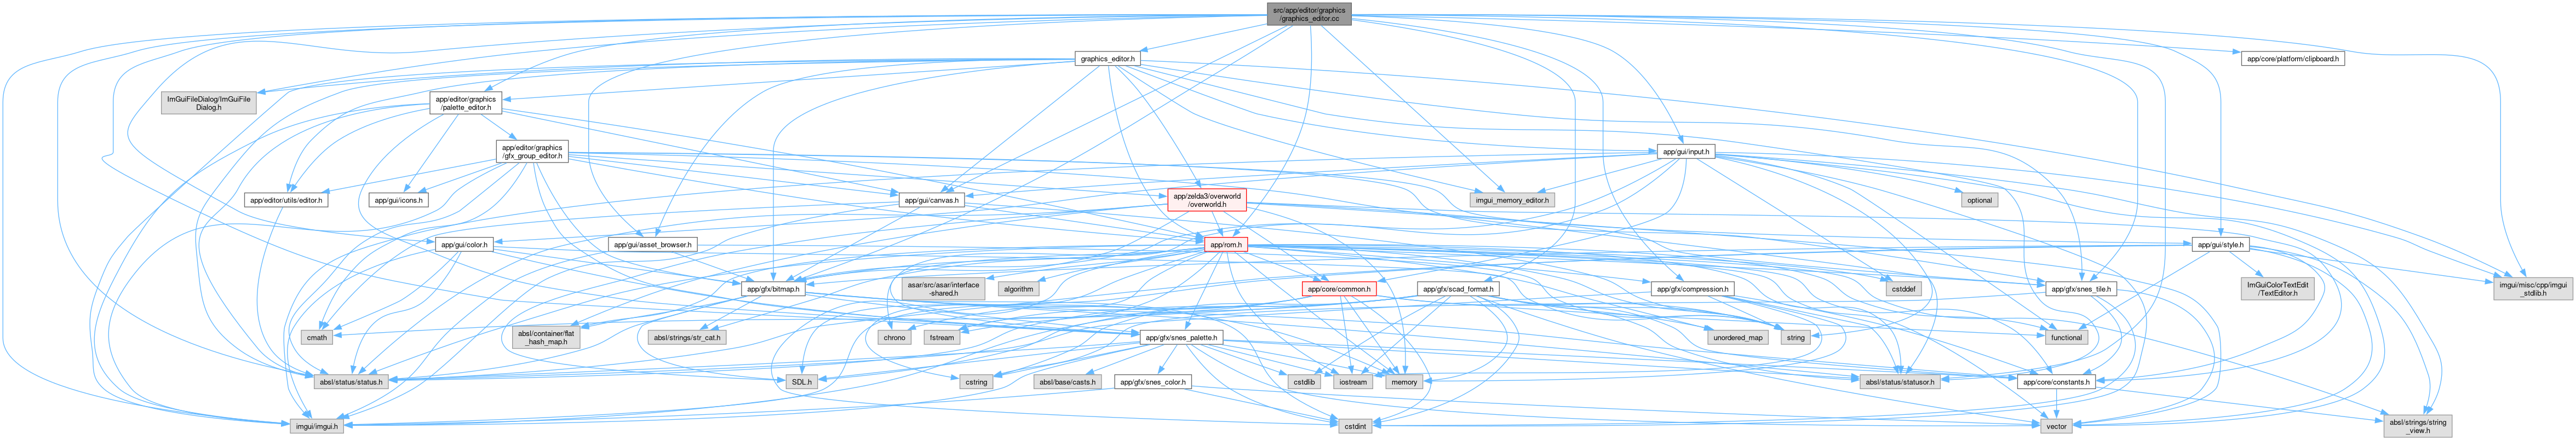 src/app/editor/graphics
/graphics_editor.cc
graphics_editor.h
app/core/platform/clipboard.h
ImGuiFileDialog/ImGuiFile
Dialog.h
app/editor/graphics
/palette_editor.h
app/editor/graphics
/gfx_group_editor.h
app/gui/input.h
app/editor/utils/editor.h
app/gui/icons.h
app/gui/canvas.h
app/zelda3/overworld
/overworld.h
imgui_memory_editor.h
optional
app/gui/color.h
app/gui/asset_browser.h
app/rom.h
app/gui/style.h
app/gfx/bitmap.h
asar/src/asar/interface
-shared.h
algorithm
app/core/common.h
app/gfx/scad_format.h
app/gfx/compression.h
cstddef
app/gfx/snes_tile.h
ImGuiColorTextEdit
/TextEditor.h
imgui/misc/cpp/imgui
_stdlib.h
cmath
absl/container/flat
_hash_map.h
absl/strings/str_cat.h
chrono
fstream
app/gfx/snes_palette.h
unordered_map
string
functional
absl/status/status.h
SDL.h
cstring
absl/base/casts.h
app/gfx/snes_color.h
cstdlib
iostream
memory
absl/status/statusor.h
app/core/constants.h
imgui/imgui.h
cstdint
vector
absl/strings/string
_view.h